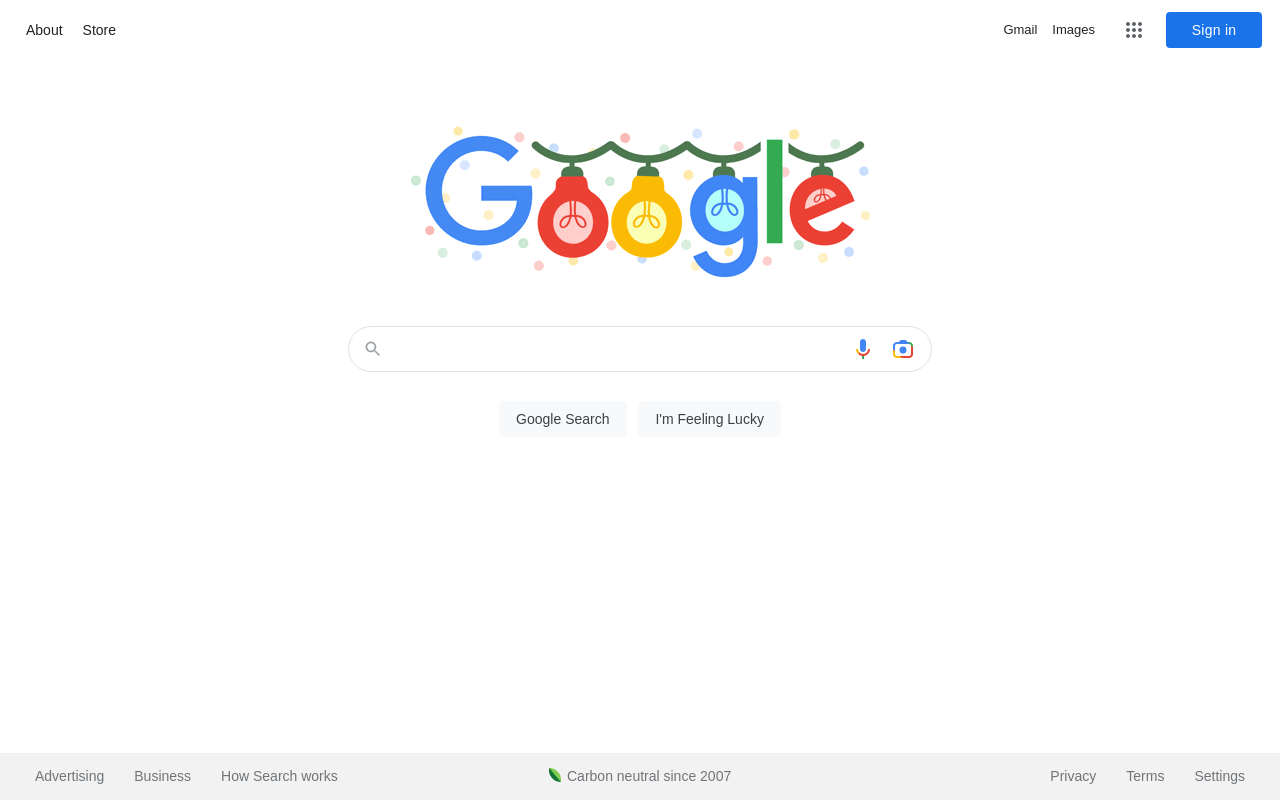 About Store
Gmail Images Sign in
Google
Google Search I'm Feeling Lucky
Advertising Business How Search works
Carbon neutral since 2007
Privacy Terms Settings